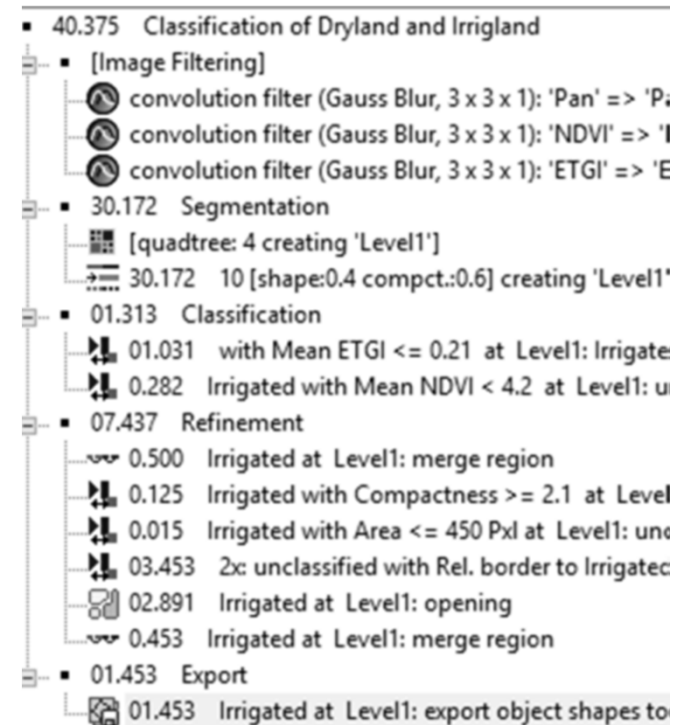 40.375 Classification of Dryland and Irrigland
[Image Filtering]
convolution filter (Gauss Blur, 3 x 3 x 1): 'Pan' =>
convolution filter (Gauss Blur, 3 x 3 x 1): 'NDVI' =>
convolution filter (Gauss Blur, 3 x 3 x 1): 'ETGI' =>
30.172 Segmentation
[quadtree: 4 creating 'Level1']
30.172 10 [shape:0.4 compct.:0.6] creating 'Level1'
01.313 Classification
01.031 with Mean ETGI <= 0.21 at Level1:
0.282 Irrigated with Mean NDVI < 4.2 at Level1:
07.437 Refinement
0.500 Irrigated at Level1: merge region
0.125 Irrigated with Compactness >= 2.1 at
0.015 Irrigated with Area <= 450 Pxl at Level1:
03.453 2x: unclassified with Rel. border to
02.891 Irrigated at Level1: opening
0.453 Irrigated at Level1: merge region
01.453 Export
01.453 Irrigated at Level1: export object shapes to